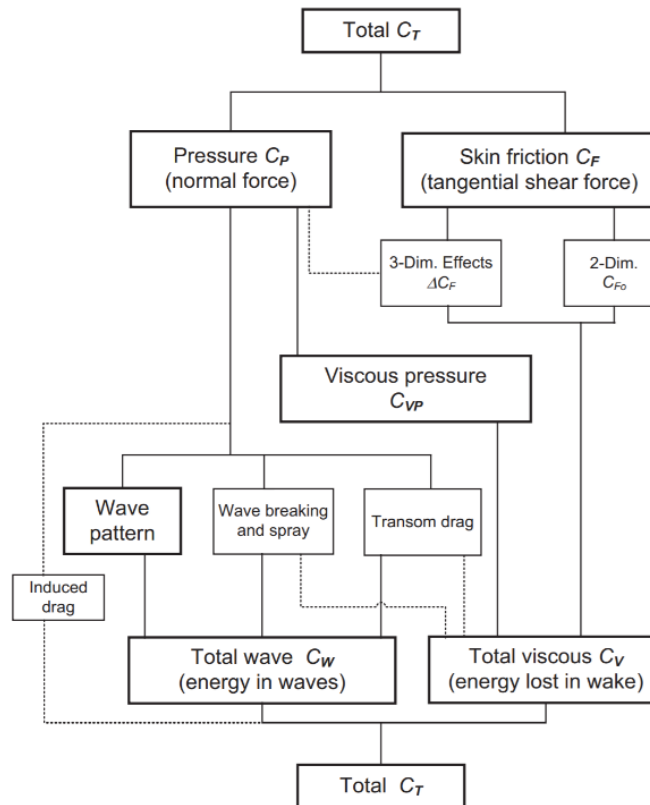 Total C_T
Pressure C_P
(normal force)
Skin friction C_F
(tangential shear force)
3-Dim. Effects
ΔC_F
2-Dim.
C_Fo
Viscous pressure
C_VP
Wave
pattern
Wave breaking
and spray
Transom drag
Induced
drag
Total wave C_W
(energy in waves)
Total viscous C_V
(energy lost in wake)
Total C_T